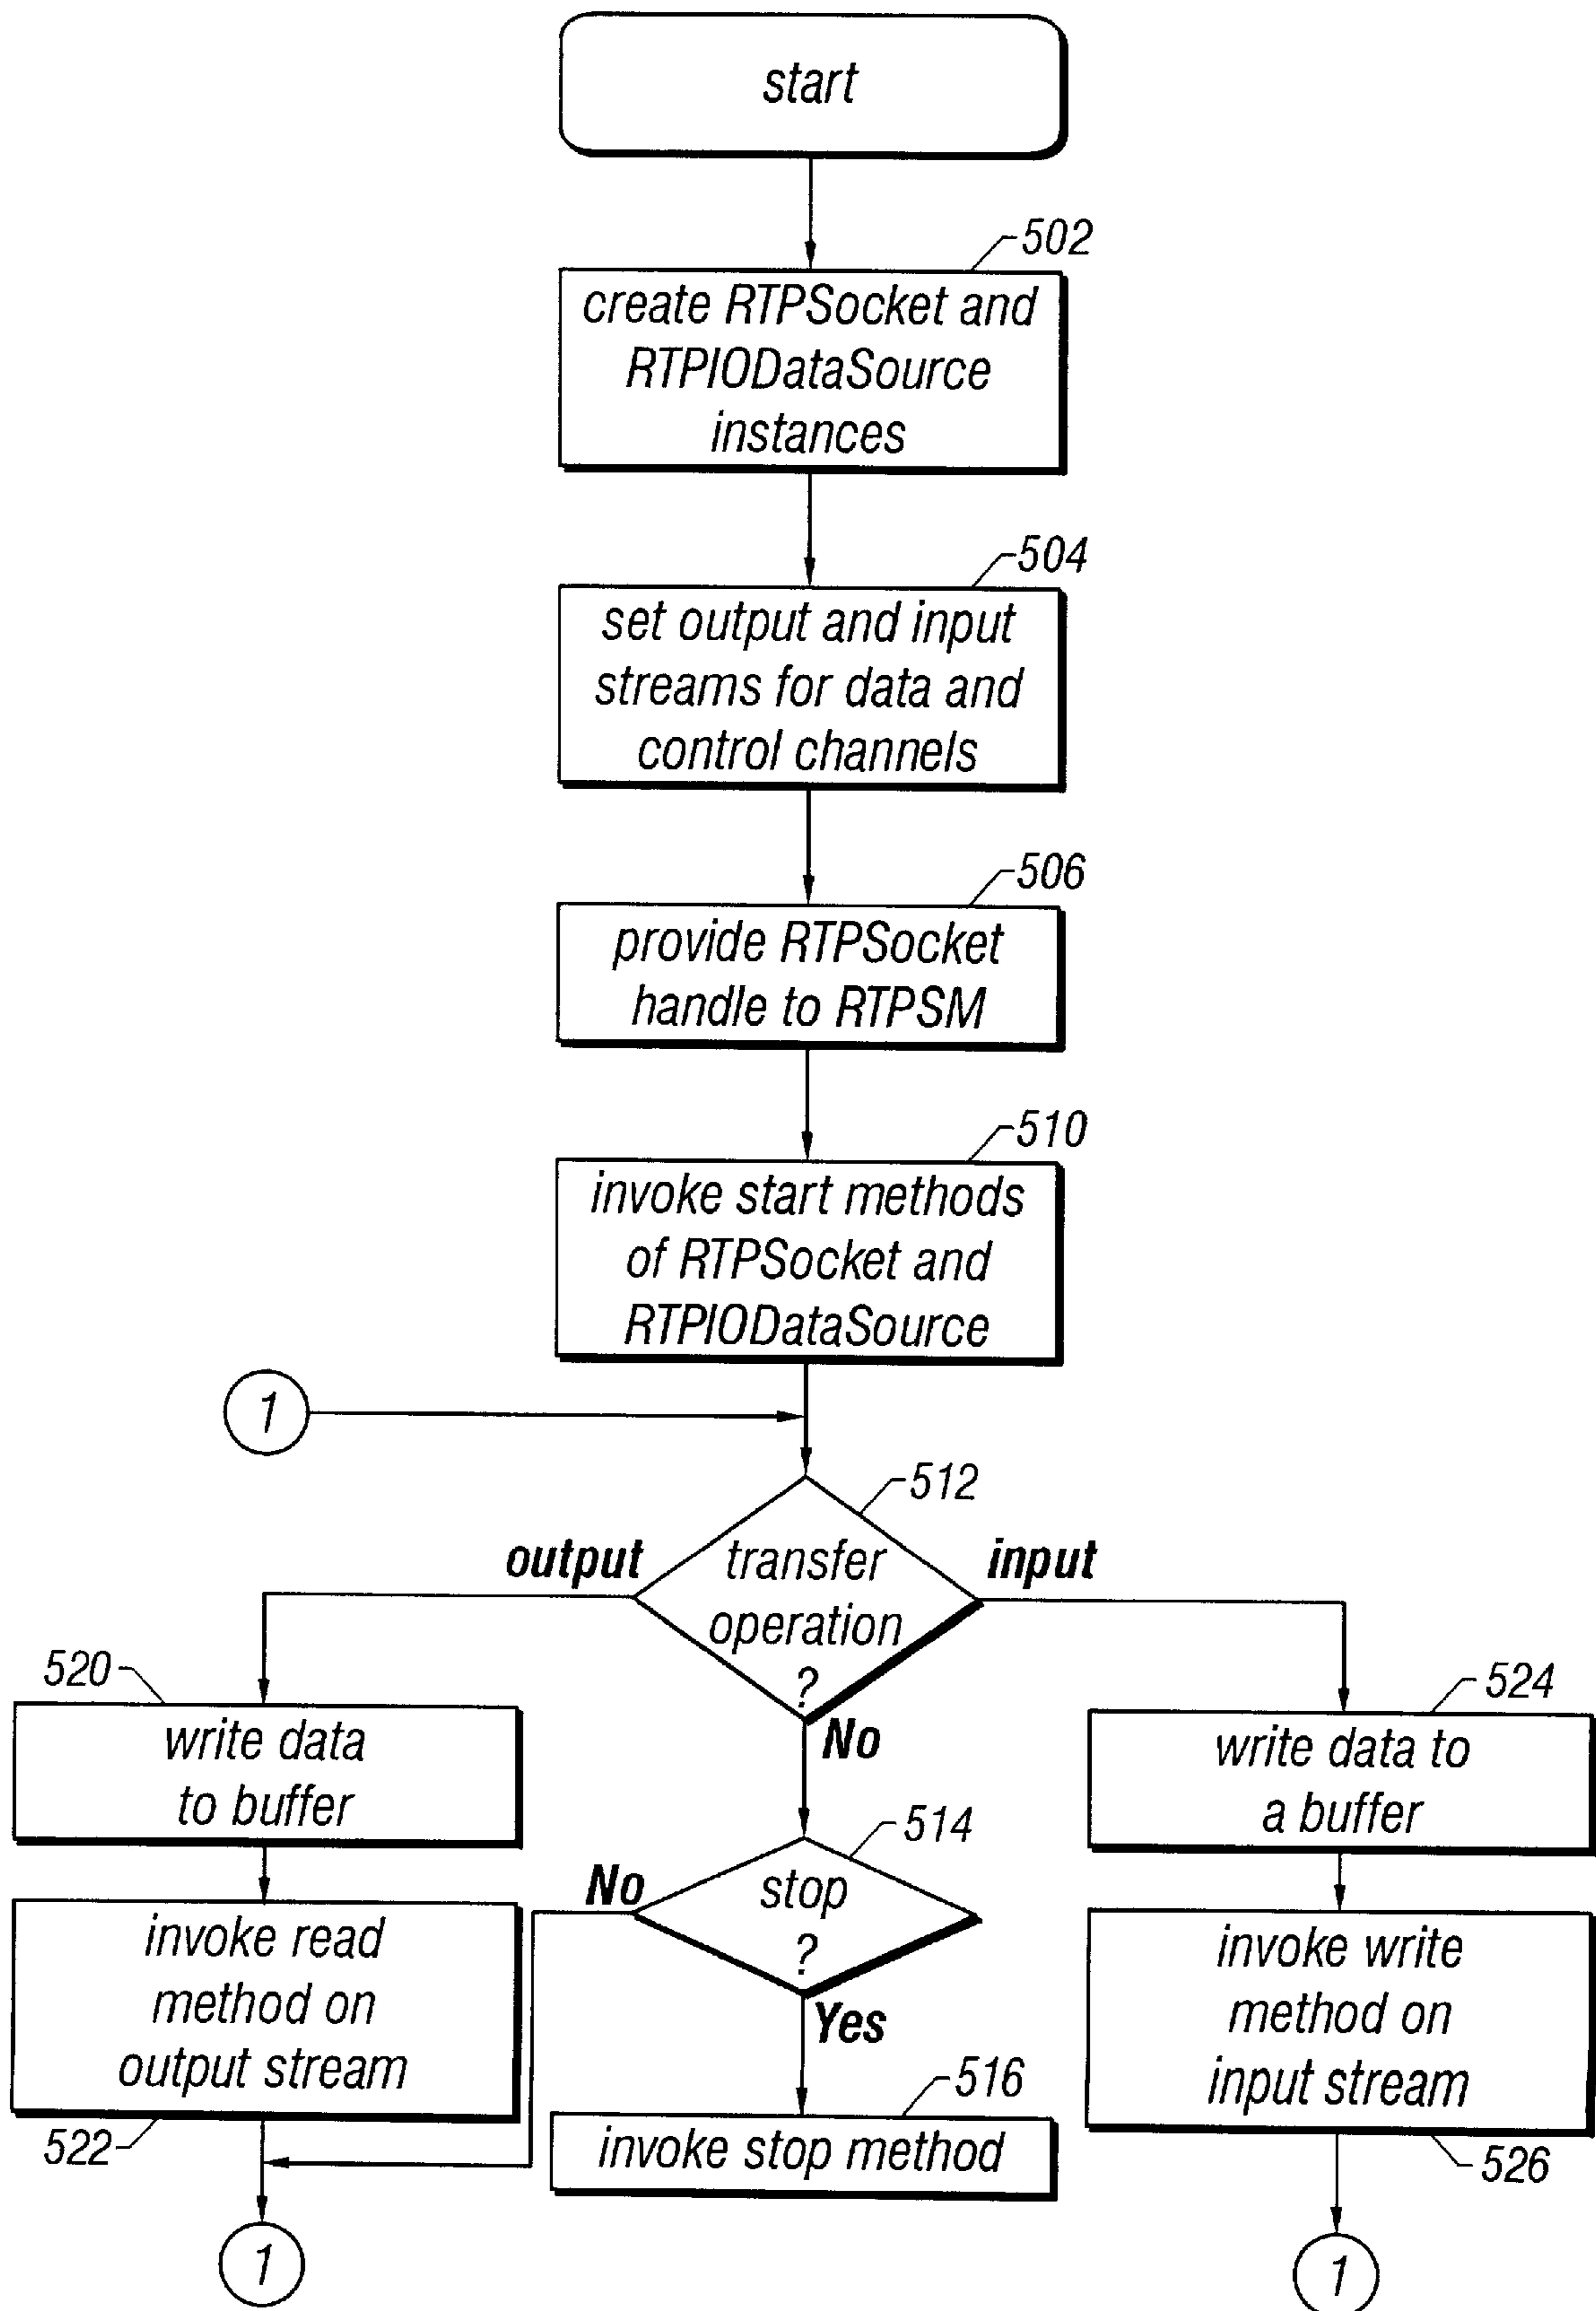 start
502
create RTPSocket and
RTPIODataSource
instances
504
set output and input
streams for data and
control channels
506
provide RTPSocket
handle to RTPSM
510
invoke start methods
of RTPSocket and
RTPIODataSource
1
512
output
transfer
operation
?
input
No
520
write data
to buffer
524
write data to
a buffer
514
No
stop
?
Yes
invoke read
method on
output stream
522
516
invoke stop method
invoke write
method on
input stream
526
1
1